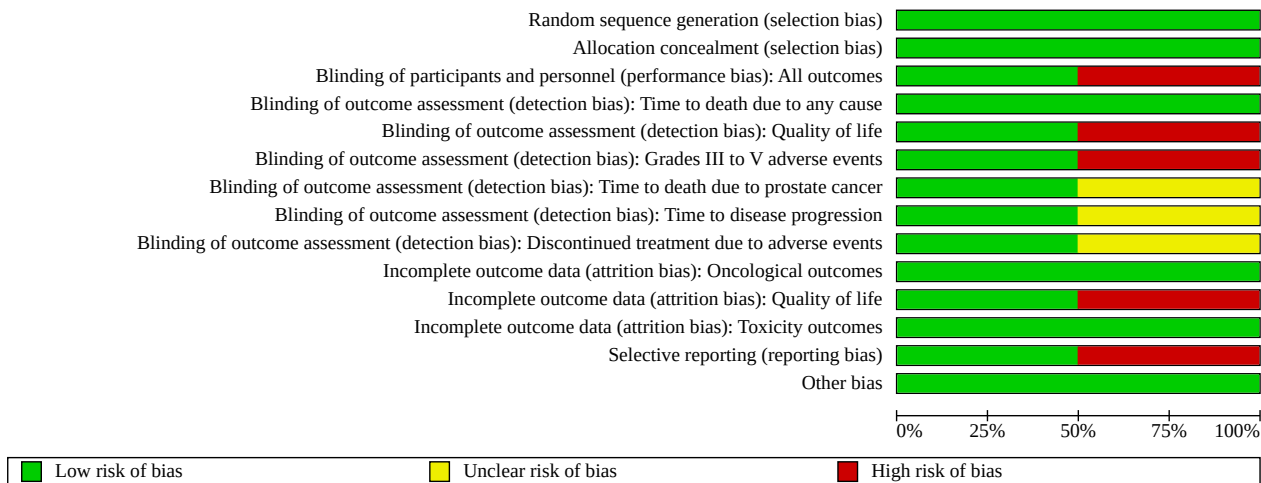 Random sequence generation (selection bias)
Allocation concealment (selection bias)
Blinding of participants and personnel (performance bias): All outcomes
Blinding of outcome assessment (detection bias): Time to death due to any cause
Blinding of outcome assessment (detection bias): Quality of life
Blinding of outcome assessment (detection bias): Grades III to V adverse events
Blinding of outcome assessment (detection bias): Time to death due to prostate cancer
Blinding of outcome assessment (detection bias): Time to disease progression
Blinding of outcome assessment (detection bias): Discontinued treatment due to adverse events
Incomplete outcome data (attrition bias): Oncological outcomes
Incomplete outcome data (attrition bias): Quality of life
Incomplete outcome data (attrition bias): Toxicity outcomes
Selective reporting (reporting bias)
Other bias
0% 25% 50% 75% 100%
Low risk of bias Unclear risk of bias High risk of bias